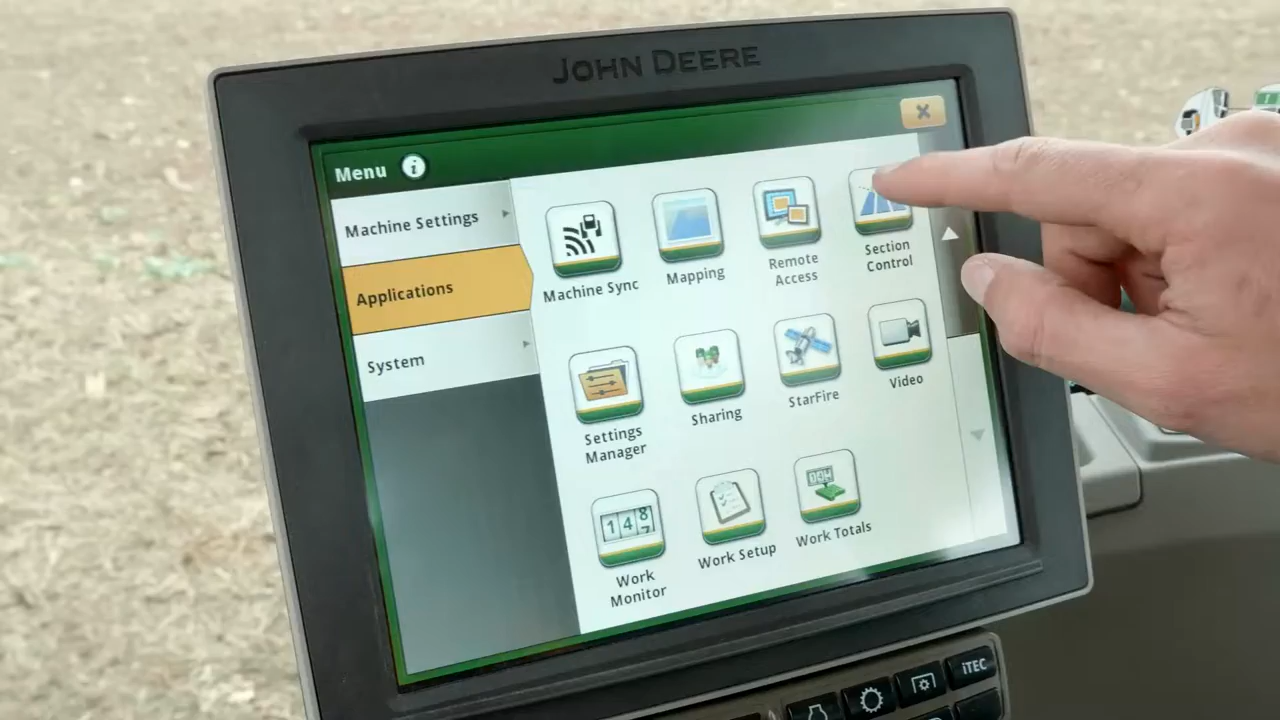 JOHN DEERE
Menu
Machine Settings
Applications
System
Machine Sync
Mapping
Remote
Access
Section
Control
Settings
Manager
Sharing
StarFire
Video
Work
Monitor
Work Setup
Work Totals
iTEC